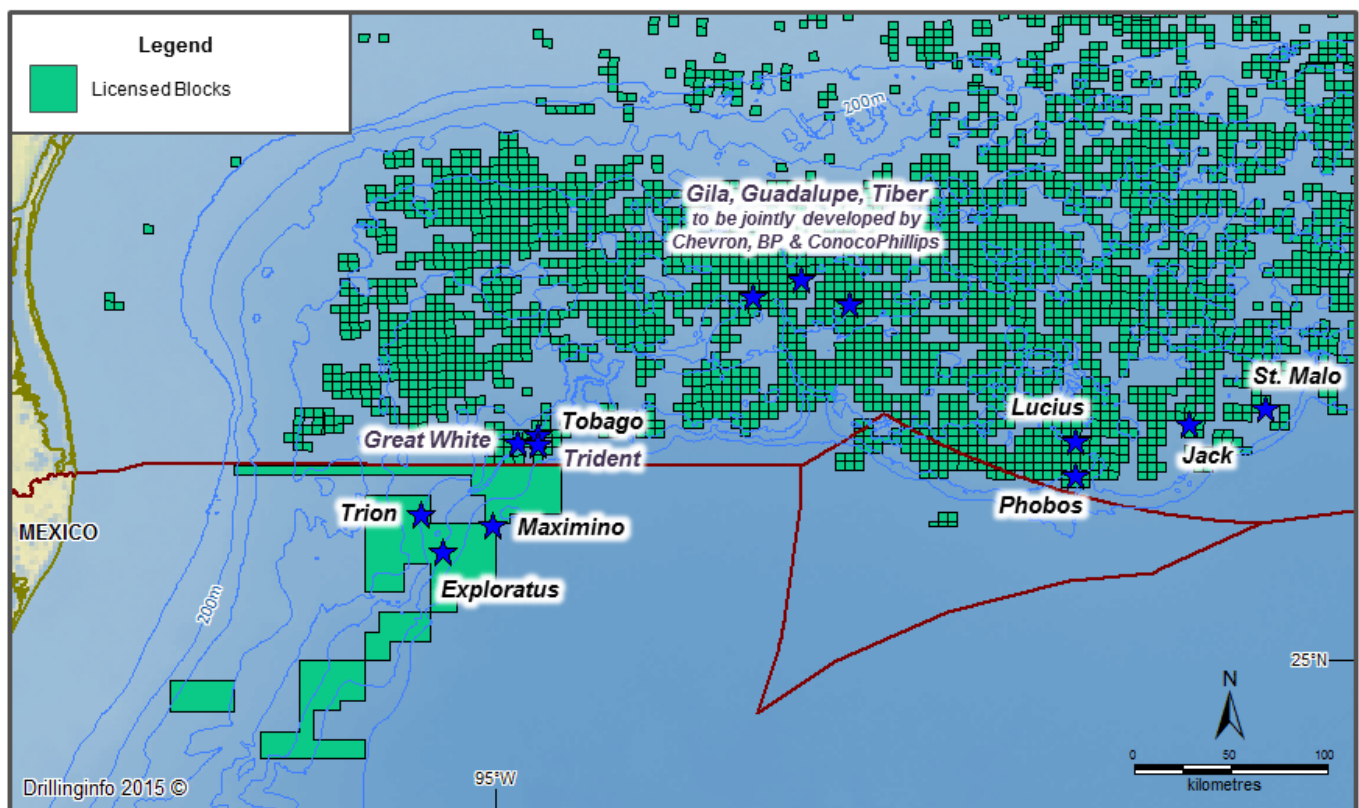 Legend
Licensed Blocks
200m
Gila, Guadalupe, Tiber
to be jointly developed by
Chevron, BP & ConocoPhillips
St. Malo
Lucius
Tobago
Great White
Trident
Jack
Phobos
Trion
MEXICO
Maximino
Exploratus
200m
25°N
N
95°W
0 50 100
kilometres
Drillinginfo 2015 ©